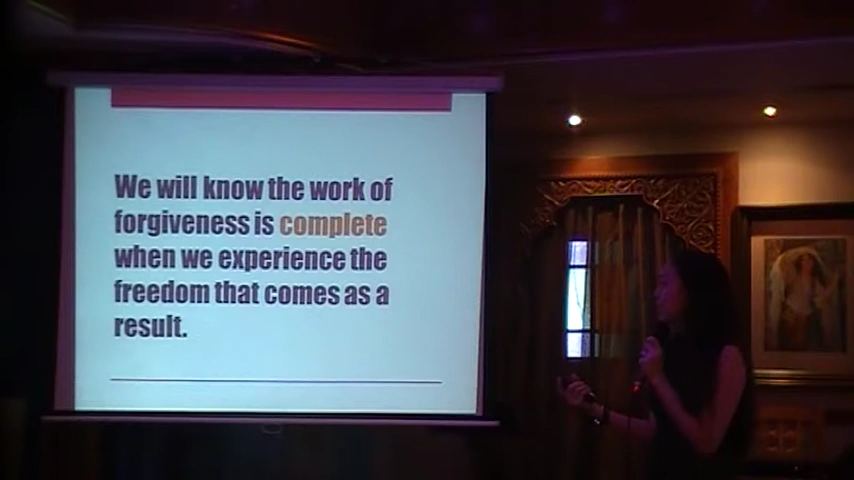 We will know the work of
forgiveness is complete
when we experience the
freedom that comes as a
result.